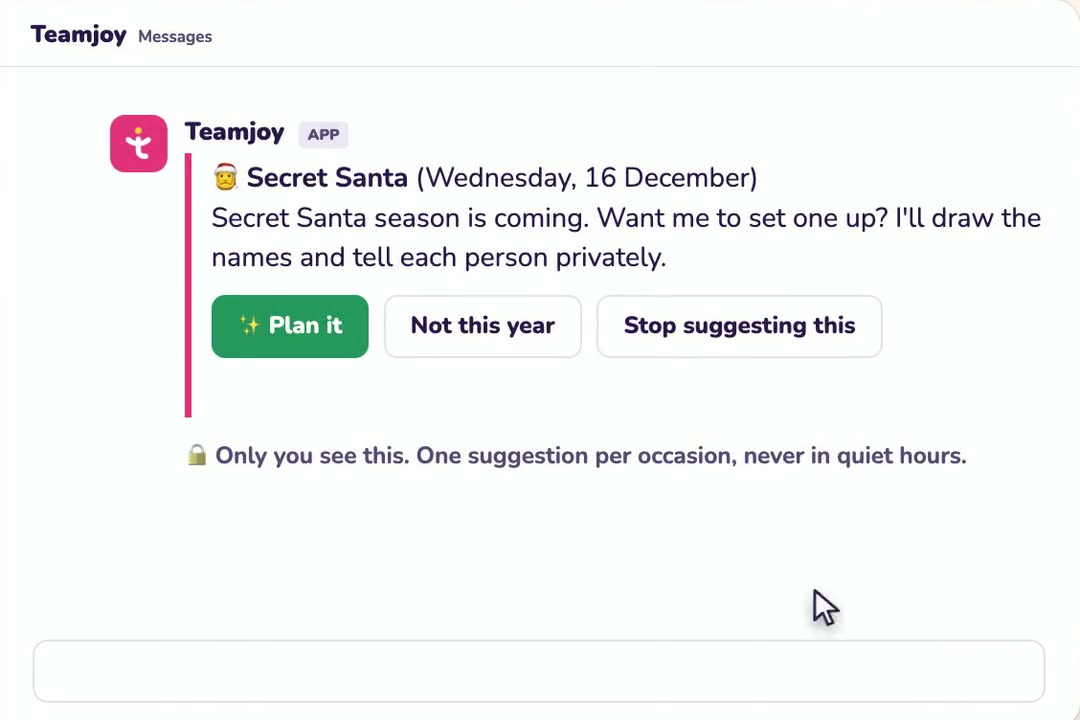 Teamjoy Messages
Teamjoy APP
🎅 Secret Santa (Wednesday, 16 December)
Secret Santa season is coming. Want me to set one up? I'll draw the
names and tell each person privately.
✨ Plan it Not this year Stop suggesting this
🔒 Only you see this. One suggestion per occasion, never in quiet hours.